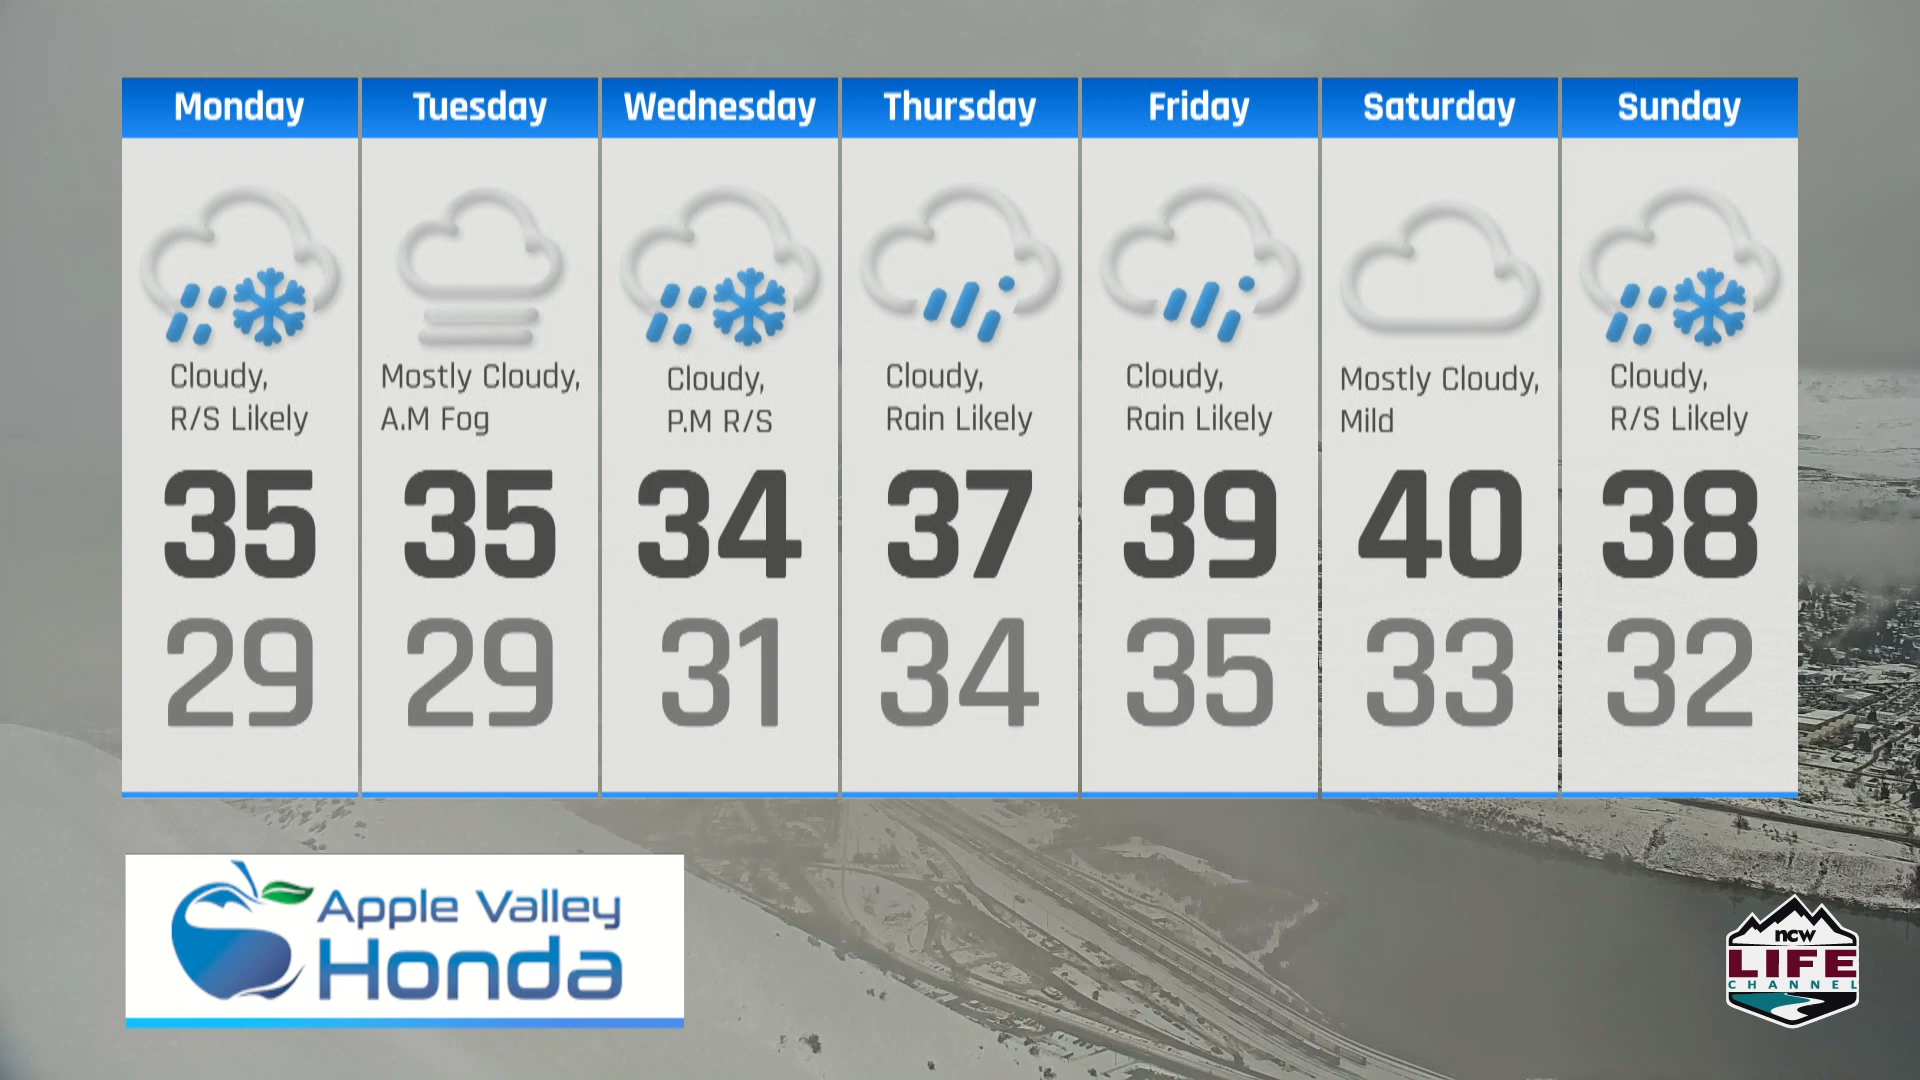 Monday Tuesday Wednesday Thursday Friday Saturday Sunday
Cloudy,
R/S Likely
35
29
Mostly Cloudy,
A.M Fog
35
29
Cloudy,
P.M R/S
34
31
Cloudy,
Rain Likely
37
34
Cloudy,
Rain Likely
39
35
Mostly Cloudy,
Mild
40
33
Cloudy,
R/S Likely
38
32
Apple Valley
Honda
ncw
LIFE
CHANNEL